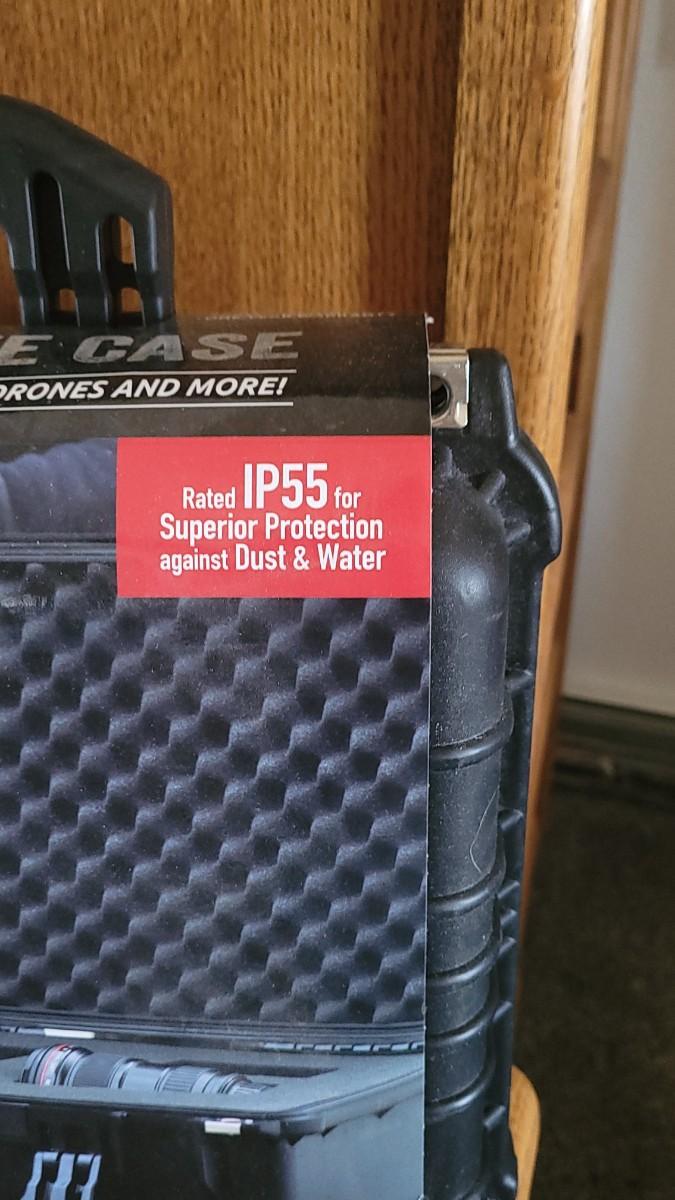 E CASE
DRONES AND MORE!
Rated IP55 for
Superior Protection
against Dust & Water